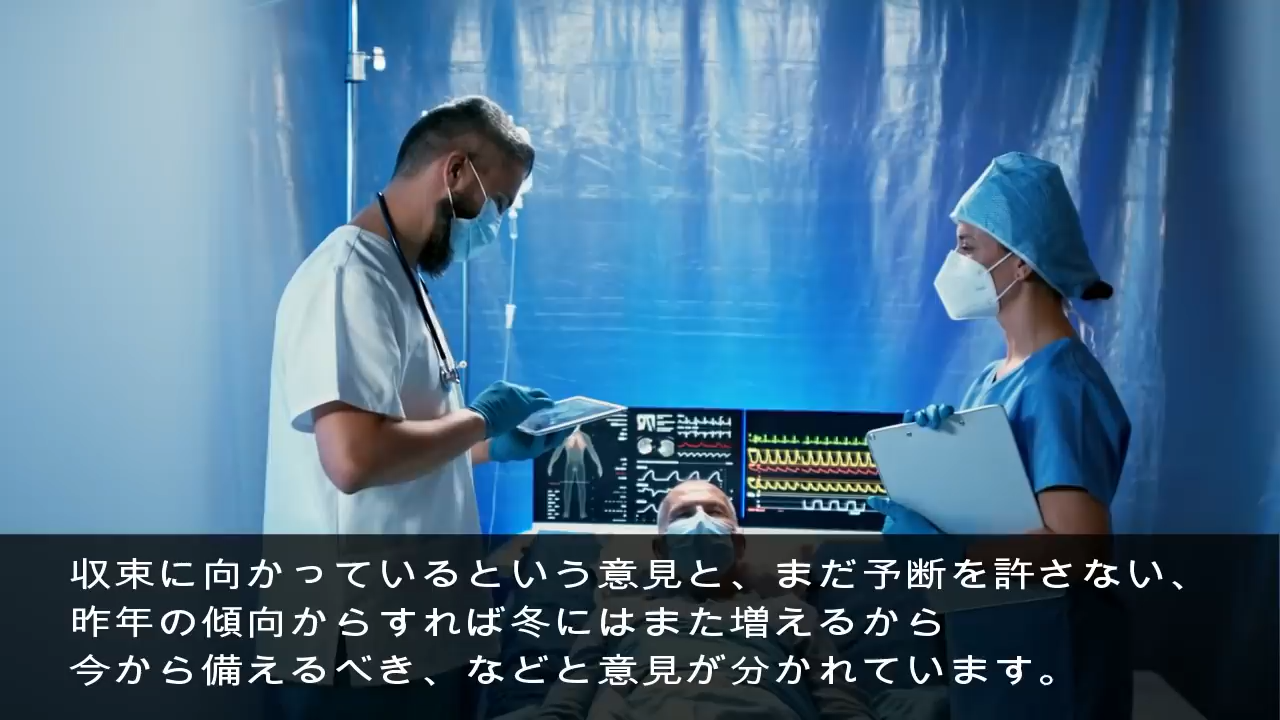 収束に向かっているという意見と、まだ予断を許さない、
昨年の傾向からすれば冬にはまた増えるから
今から備えるべき、などと意見が分かれています。